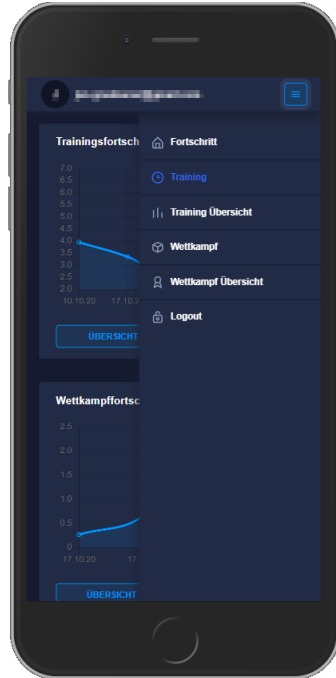 Trainingsfortsch
7.0
6.5
6.0
5.5
5.0
4.5
4.0
3.5
3.0
2.5
2.0
10.10.20 17.10.2
ÜBERSICHT
Wettkampffortsc
2.5
2.0
1.5
1.0
0.5
0
17.10.20 17.
ÜBERSICHT
Fortschritt
Training
Training Übersicht
Wettkampf
Wettkampf Übersicht
Logout